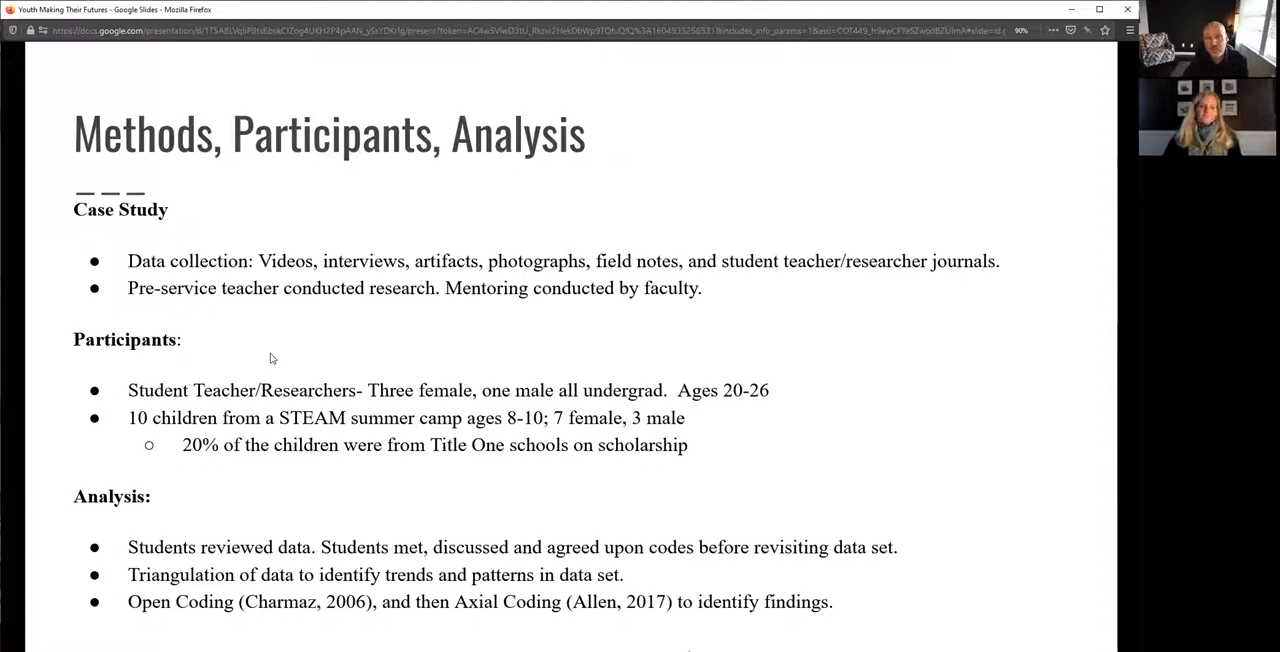 Youth Making Their Futures - Google Slides - Mozilla Firefox
90%
Methods, Participants, Analysis
Case Study
● Data collection: Videos, interviews, artifacts, photographs, field notes, and student teacher/researcher journals.
● Pre-service teacher conducted research. Mentoring conducted by faculty.
Participants:
● Student Teacher/Researchers- Three female, one male all undergrad. Ages 20-26
● 10 children from a STEAM summer camp ages 8-10; 7 female, 3 male
○ 20% of the children were from Title One schools on scholarship
Analysis:
● Students reviewed data. Students met, discussed and agreed upon codes before revisiting data set.
● Triangulation of data to identify trends and patterns in data set.
● Open Coding (Charmaz, 2006), and then Axial Coding (Allen, 2017) to identify findings.